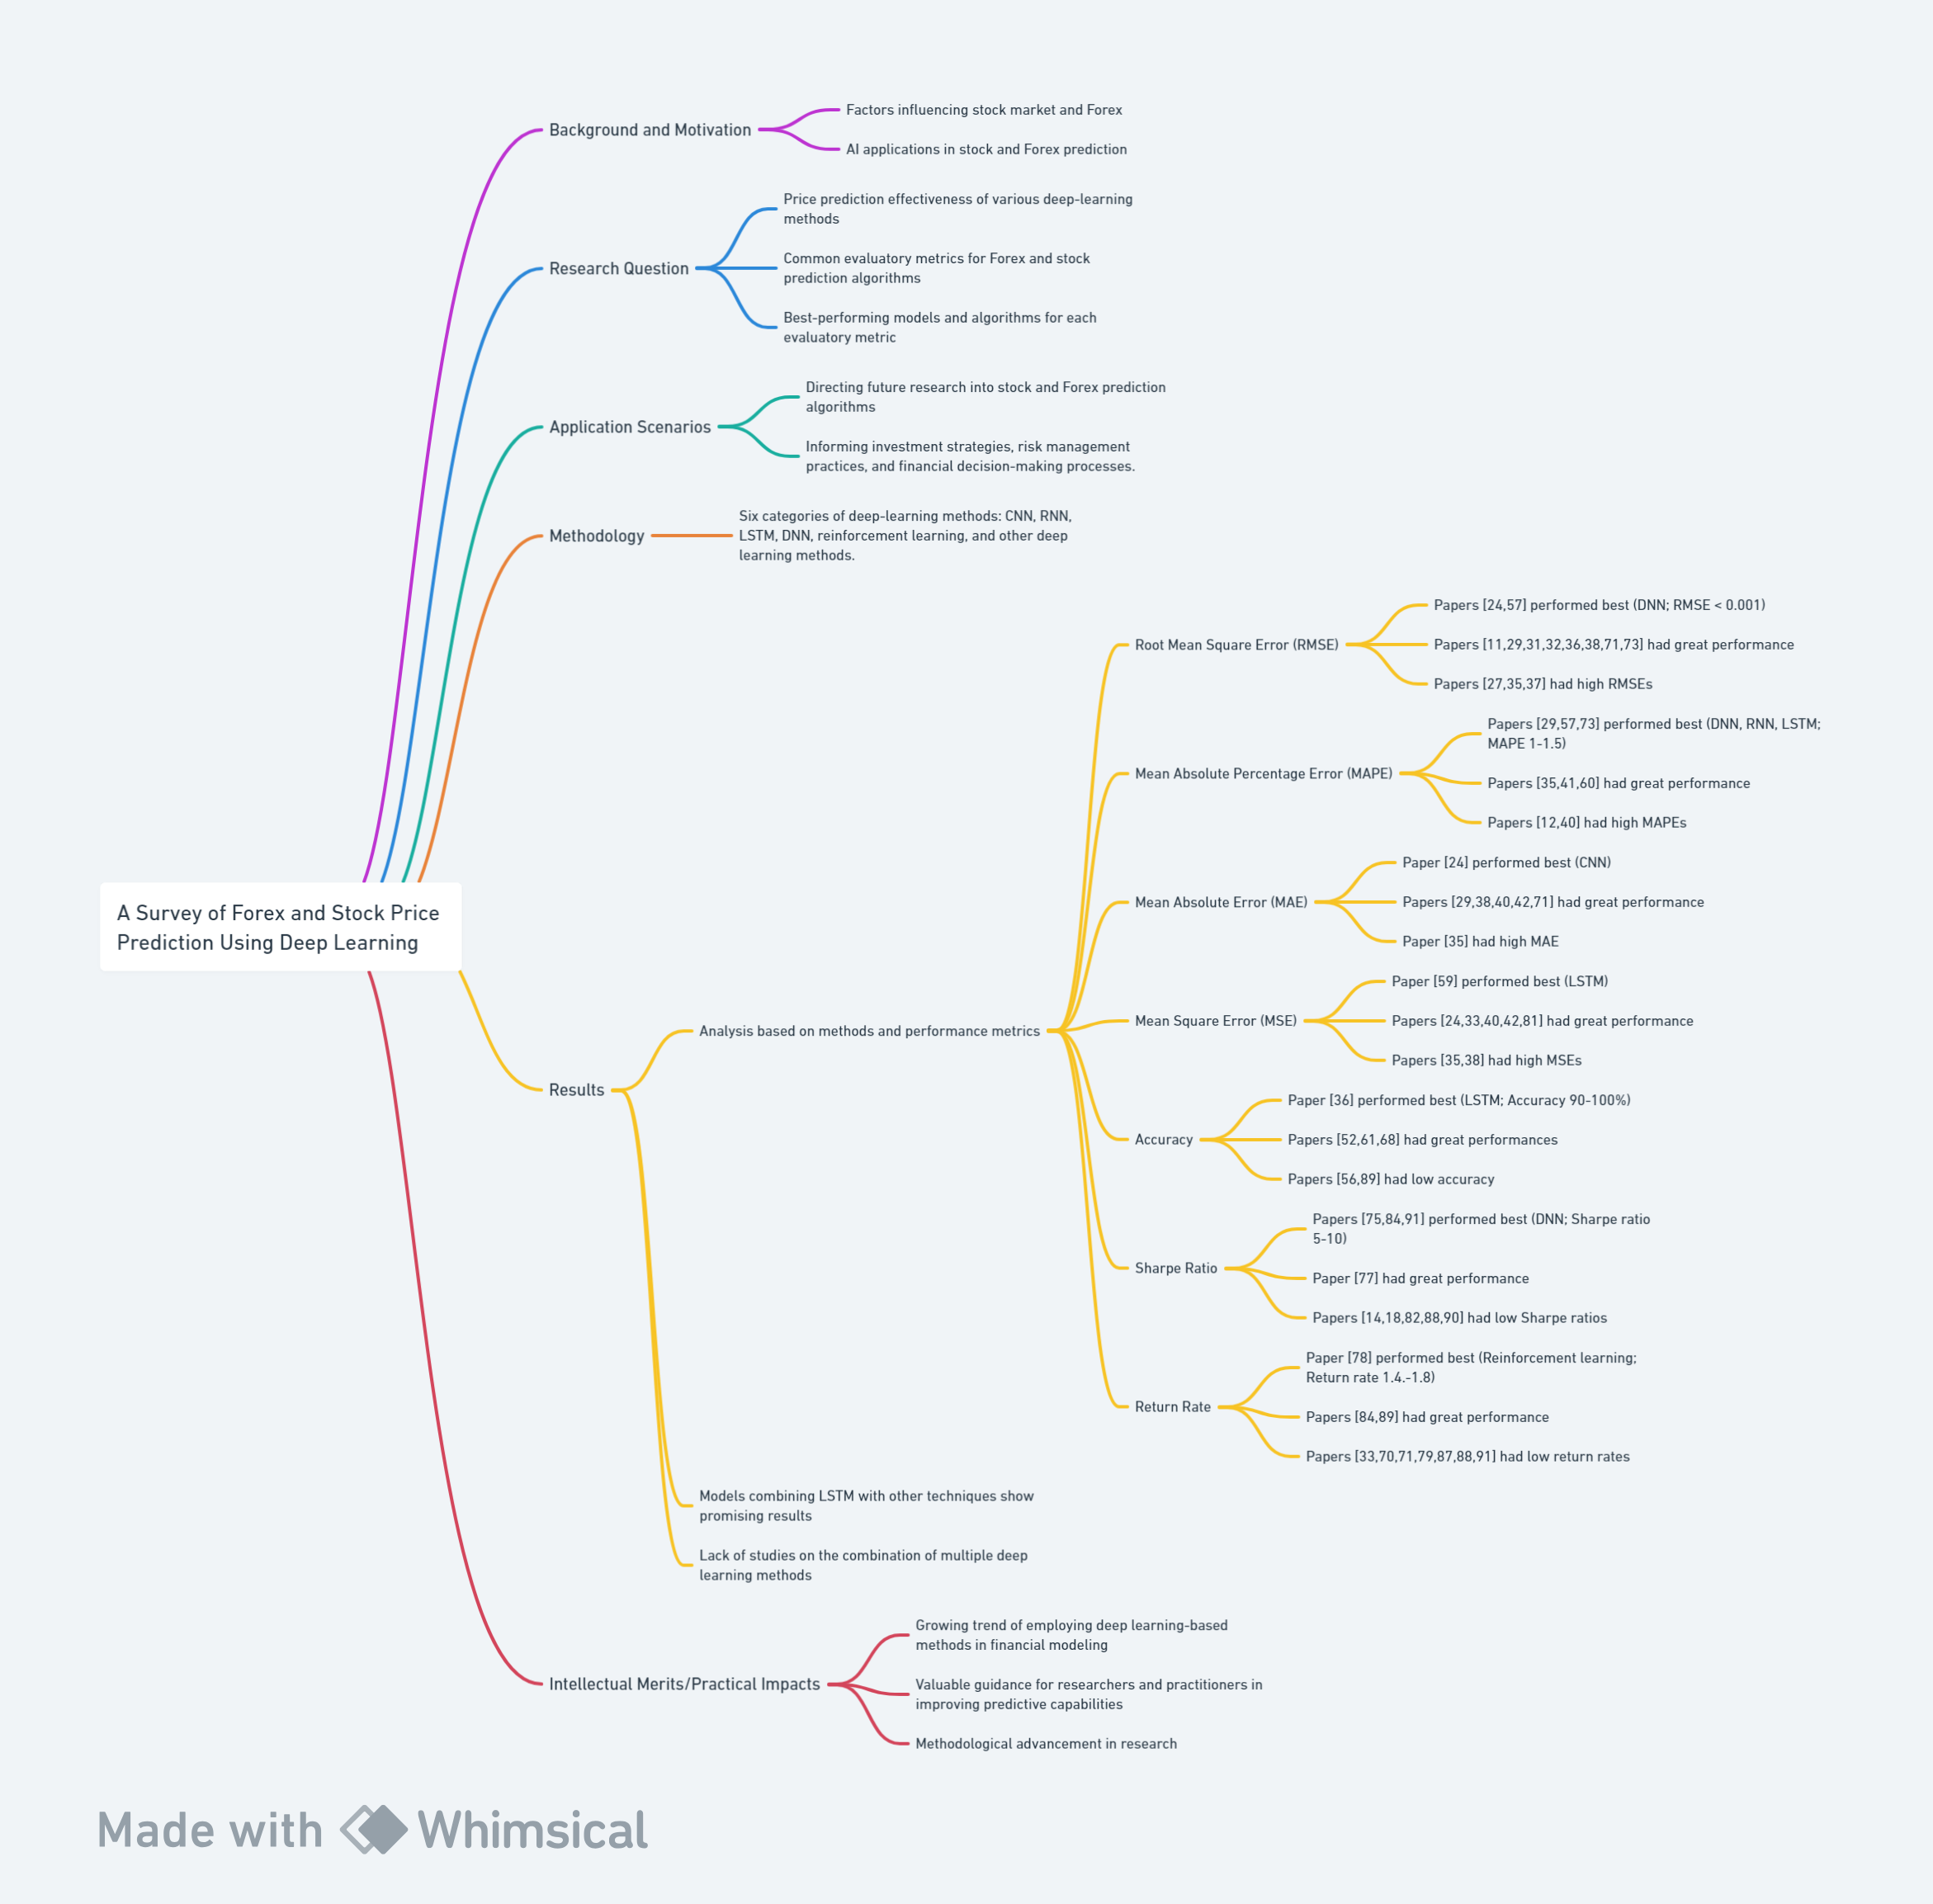 Background and Motivation
Factors influencing stock market and Forex
AI applications in stock and Forex prediction
Research Question
Price prediction effectiveness of various deep-learning
methods
Common evaluatory metrics for Forex and stock
prediction algorithms
Best-performing models and algorithms for each
evaluatory metric
Application Scenarios
Directing future research into stock and Forex prediction
algorithms
Informing investment strategies, risk management
practices, and financial decision-making processes.
Methodology
Six categories of deep-learning methods: CNN, RNN,
LSTM, DNN, reinforcement learning, and other deep
learning methods.
A Survey of Forex and Stock Price
Prediction Using Deep Learning
Results
Analysis based on methods and performance metrics
Root Mean Square Error (RMSE)
Papers [24,57] performed best (DNN; RMSE < 0.001)
Papers [11,29,31,32,36,38,71,73] had great performance
Papers [27,35,37] had high RMSEs
Mean Absolute Percentage Error (MAPE)
Papers [29,57,73] performed best (DNN, RNN, LSTM;
MAPE 1-1.5)
Papers [35,41,60] had great performance
Papers [12,40] had high MAPEs
Mean Absolute Error (MAE)
Paper [24] performed best (CNN)
Papers [29,38,40,42,71] had great performance
Paper [35] had high MAE
Mean Square Error (MSE)
Paper [59] performed best (LSTM)
Papers [24,33,40,42,81] had great performance
Papers [35,38] had high MSEs
Accuracy
Paper [36] performed best (LSTM; Accuracy 90-100%)
Papers [52,61,68] had great performances
Papers [56,89] had low accuracy
Sharpe Ratio
Papers [75,84,91] performed best (DNN; Sharpe ratio
5-10)
Paper [77] had great performance
Papers [14,18,82,88,90] had low Sharpe ratios
Return Rate
Paper [78] performed best (Reinforcement learning;
Return rate 1.4.-1.8)
Papers [84,89] had great performance
Papers [33,70,71,79,87,88,91] had low return rates
Models combining LSTM with other techniques show
promising results
Lack of studies on the combination of multiple deep
learning methods
Intellectual Merits/Practical Impacts
Growing trend of employing deep learning-based
methods in financial modeling
Valuable guidance for researchers and practitioners in
improving predictive capabilities
Methodological advancement in research
Made with Whimsical